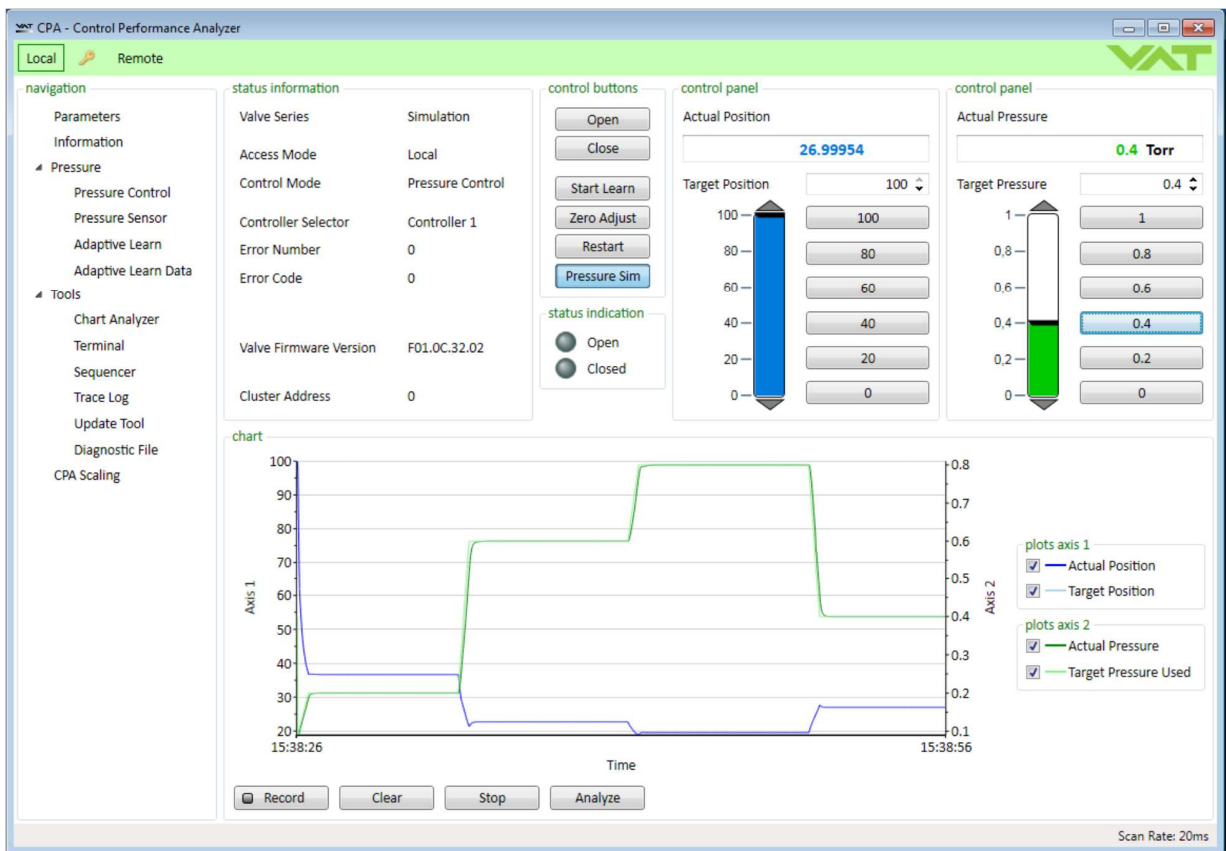 CPA - Control Performance Analyzer
Local Remote
VAT
navigation
Parameters
Information
Pressure
Pressure Control
Pressure Sensor
Adaptive Learn
Adaptive Learn Data
Tools
Chart Analyzer
Terminal
Sequencer
Trace Log
Update Tool
Diagnostic File
CPA Scaling
status information
Valve Series Simulation
Access Mode Local
Control Mode Pressure Control
Controller Selector Controller 1
Error Number 0
Error Code 0
Valve Firmware Version F01.0C.32.02
Cluster Address 0
control buttons
Open
Close
Start Learn
Zero Adjust
Restart
Pressure Sim
status indication
Open
Closed
control panel
Actual Position
26.99954
Target Position 100
100 100
80 80
60 60
40 40
20 20
0 0
control panel
Actual Pressure
0.4 Torr
Target Pressure 0.4
1 1
0,8 0.8
0,6 0.6
0,4 0.4
0,2 0.2
0 0
chart
Axis 1
100
90
80
70
60
50
40
30
20
0.8
0.7
0.6
0.5
0.4
0.3
0.2
0.1
Axis 2
15:38:26 15:38:56
Time
plots axis 1
Actual Position
Target Position
plots axis 2
Actual Pressure
Target Pressure Used
Record Clear Stop Analyze
Scan Rate: 20ms